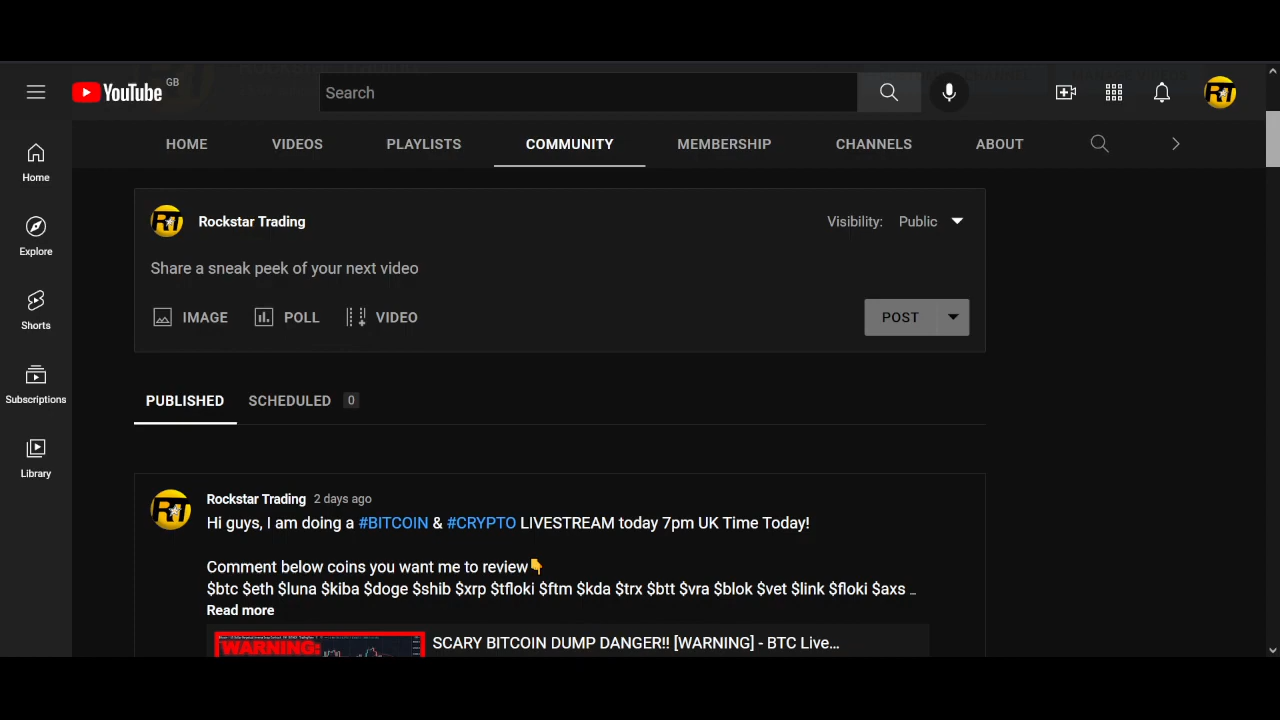 YouTube GB
Search
HOME VIDEOS PLAYLISTS COMMUNITY MEMBERSHIP CHANNELS ABOUT
Home
Explore
Shorts
Subscriptions
Library
Rockstar Trading
Visibility: Public
Share a sneak peek of your next video
IMAGE POLL VIDEO
POST
PUBLISHED SCHEDULED 0
RT Rockstar Trading 2 days ago
Hi guys, I am doing a #BITCOIN & #CRYPTO LIVESTREAM today 7pm UK Time Today!
Comment below coins you want me to review👇
$btc $eth $luna $kiba $doge $shib $xrp $tfloki $ftm $kda $trx $btt $vra $blok $vet $link $floki $axs ...
Read more
WARNING: SCARY BITCOIN DUMP DANGER!! [WARNING] - BTC Live...